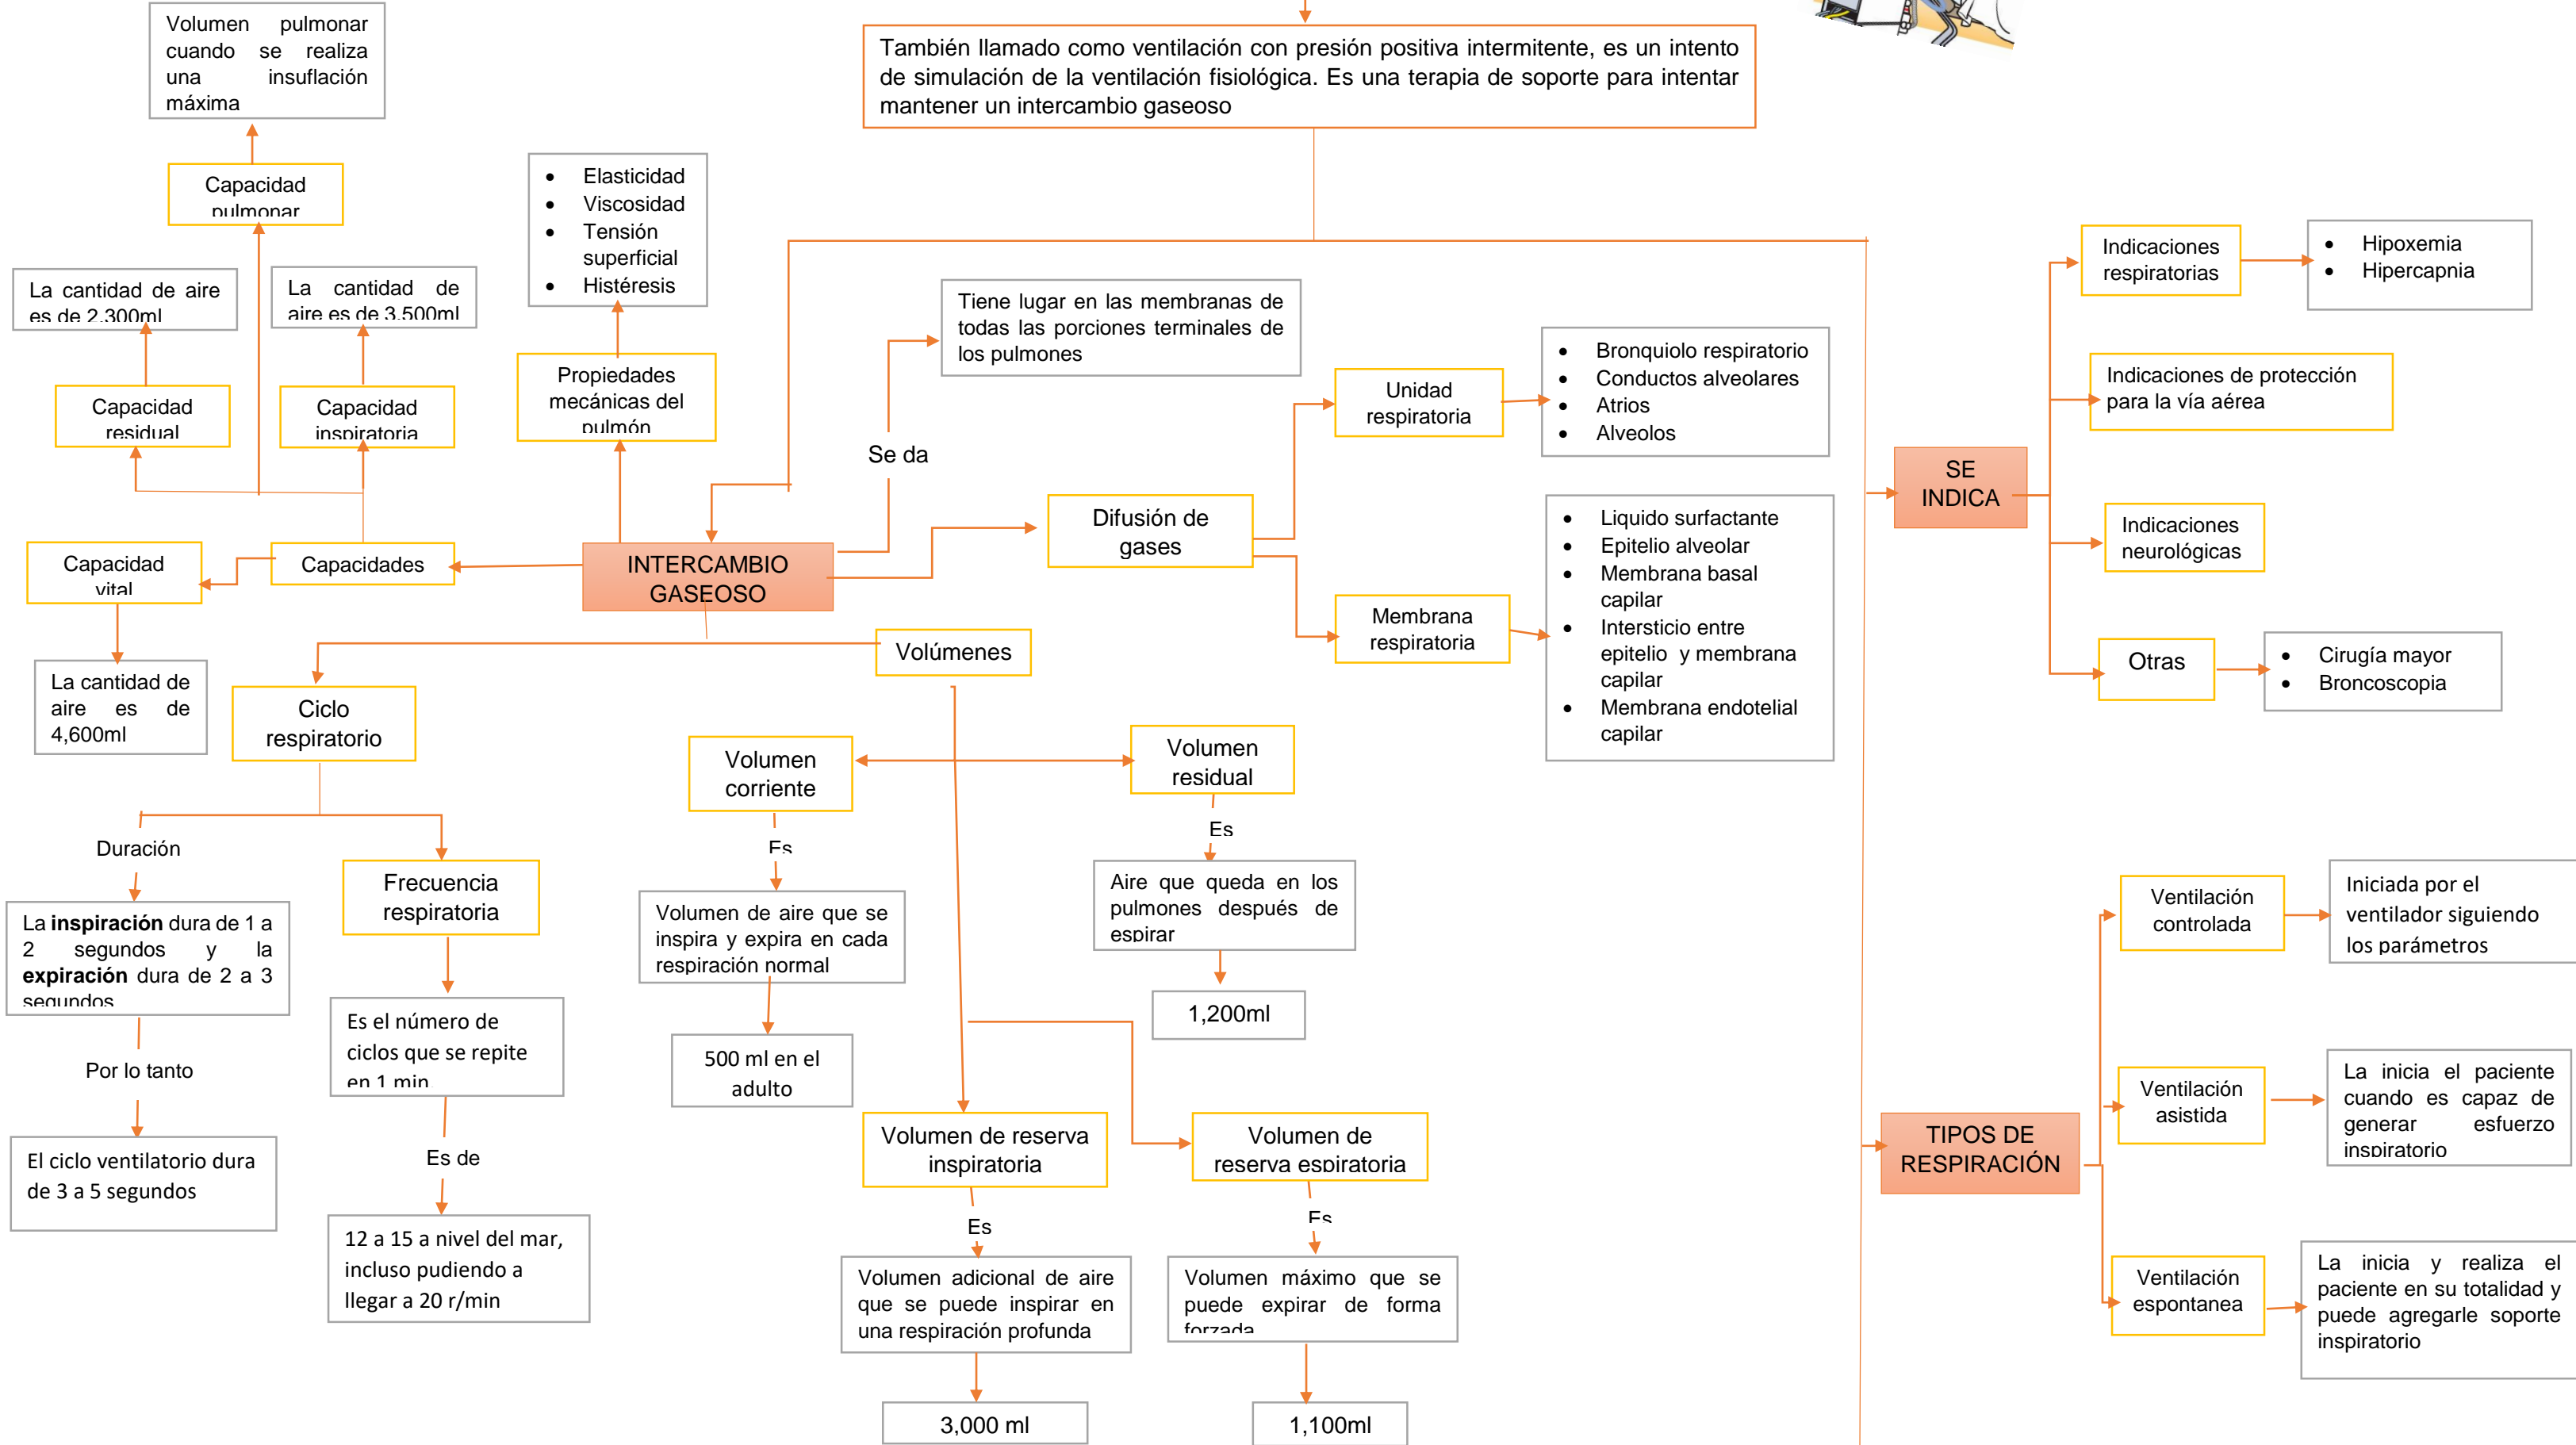 Volumen pulmonar
cuando se realiza
una insuflación
máxima
También llamado como ventilación con presión positiva intermitente, es un intento
de simulación de la ventilación fisiológica. Es una terapia de soporte para intentar
mantener un intercambio gaseoso
Capacidad
pulmonar
• Elasticidad
• Viscosidad
• Tensión
superficial
• Histéresis
La cantidad de aire
es de 2,300ml
La cantidad de
aire es de 3,500ml
Capacidad
residual
Capacidad
inspiratoria
Propiedades
mecánicas del
pulmón
Tiene lugar en las membranas de
todas las porciones terminales de
los pulmones
Se da
Unidad
respiratoria
• Bronquiolo respiratorio
• Conductos alveolares
• Atrios
• Alveolos
Indicaciones
respiratorias
• Hipoxemia
• Hipercapnia
Indicaciones de protección
para la vía aérea
SE
INDICA
Indicaciones
neurológicas
Otras
• Cirugía mayor
• Broncoscopia
Capacidad
vital
Capacidades
INTERCAMBIO
GASEOSO
Difusión de
gases
Membrana
respiratoria
• Liquido surfactante
• Epitelio alveolar
• Membrana basal
capilar
• Intersticio entre
epitelio y membrana
capilar
• Membrana endotelial
capilar
La cantidad de
aire es de
4,600ml
Ciclo
respiratorio
Volúmenes
Volumen
corriente
Volumen
residual
Duración
Frecuencia
respiratoria
Es
Es
La inspiración dura de 1 a
2 segundos y la
expiración dura de 2 a 3
segundos
Volumen de aire que se
inspira y expira en cada
respiración normal
Aire que queda en los
pulmones después de
espirar
Por lo tanto
Es el número de
ciclos que se repite
en 1 min
500 ml en el
adulto
1,200ml
El ciclo ventilatorio dura
de 3 a 5 segundos
Es de
12 a 15 a nivel del mar,
incluso pudiendo a
llegar a 20 r/min
Volumen de reserva
inspiratoria
Volumen de
reserva espiratoria
Es
Es
Volumen adicional de aire
que se puede inspirar en
una respiración profunda
Volumen máximo que se
puede expirar de forma
forzada
3,000 ml
1,100ml
TIPOS DE
RESPIRACIÓN
Ventilación
controlada
Iniciada por el
ventilador siguiendo
los parámetros
Ventilación
asistida
La inicia el paciente
cuando es capaz de
generar esfuerzo
inspiratorio
Ventilación
espontanea
La inicia y realiza el
paciente en su totalidad y
puede agregarle soporte
inspiratorio